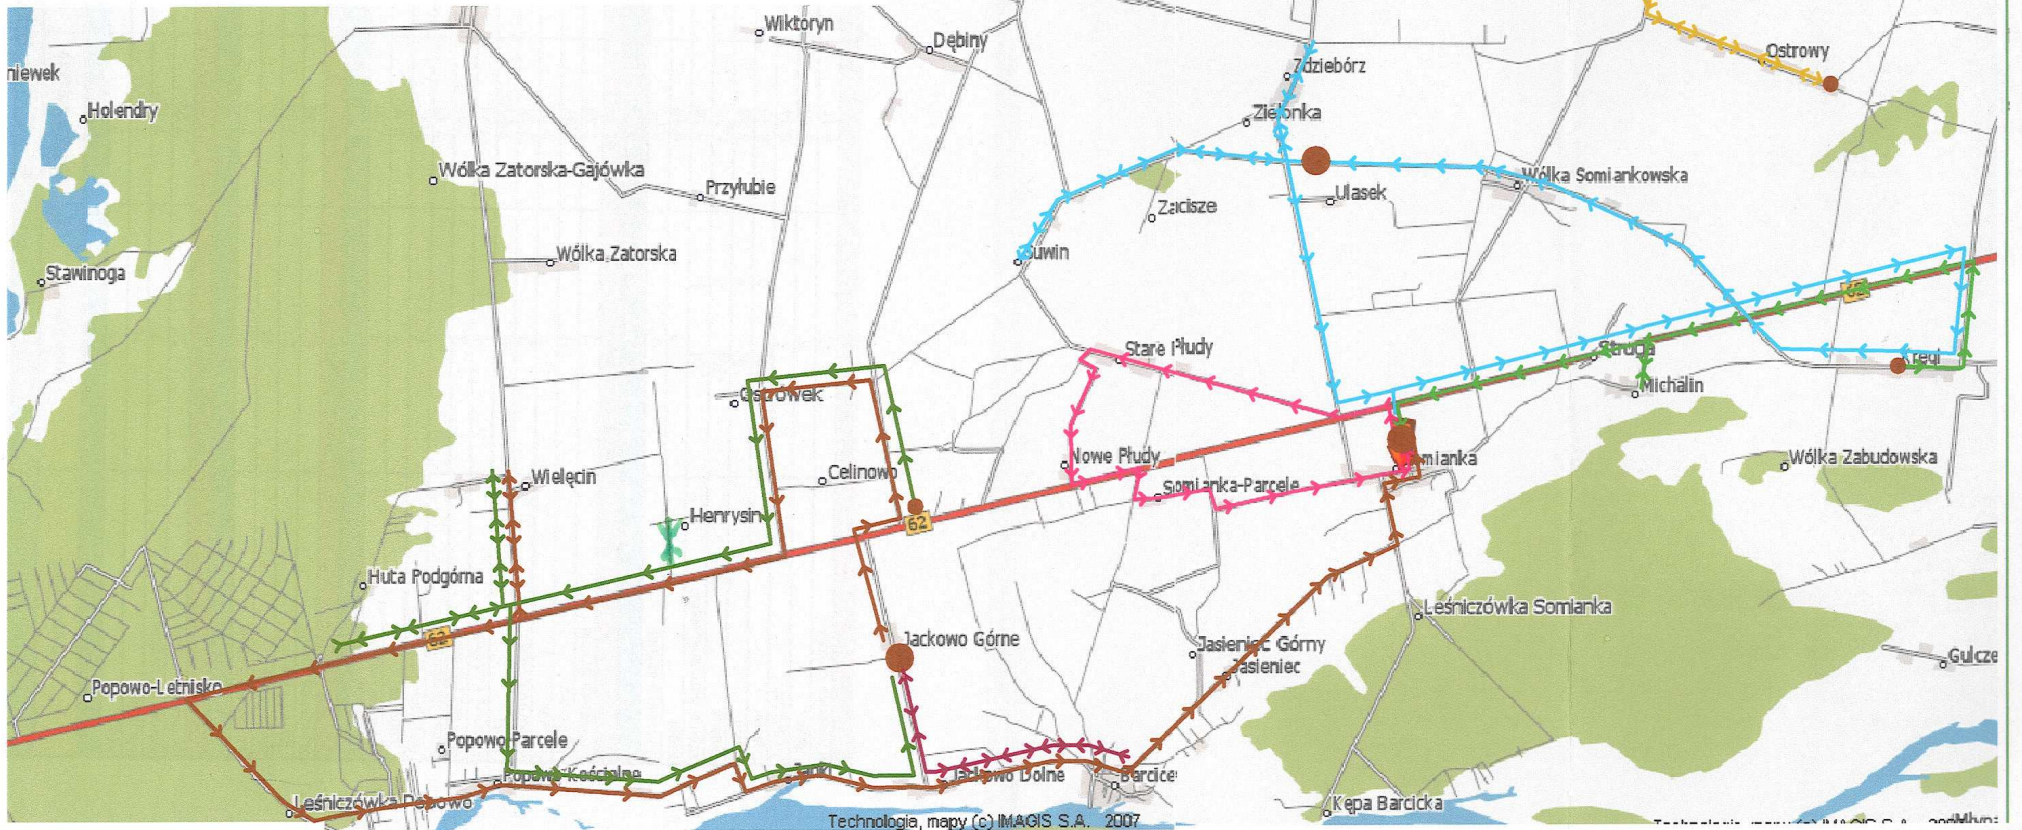 Wiktoryn
Dębiny
Ostrowy
Zdziebórz
niewek
Holendry
Zielonka
Wólka Zatorska-Gajówka
Przyłubie
Wólka Somiankowska
Ulasek
Zacisze
Wólka Zatorska
Suwin
Stawinoga
62
Stare Płudy
Struga
Kręgi
Michalin
Ostrówek
Celinowo
Nowe Płudy
Somianka
Wólka Zabudowska
Wielęcin
Somianka-Parcele
Henrysin
62
Huta Podgórna
Leśniczówka Somianka
62
Jackowo Górne
Jasieniec Górny
Jasieniec
Gulcze
Popowo-Letnisko
Popowo-Parcele
Popowo Kościelne
Janki
Jackowo Dolne
Barcice
Leśniczówka Popowo
Kępa Barcicka
Technologia, mapy (c) IMAGIS S.A. 2007